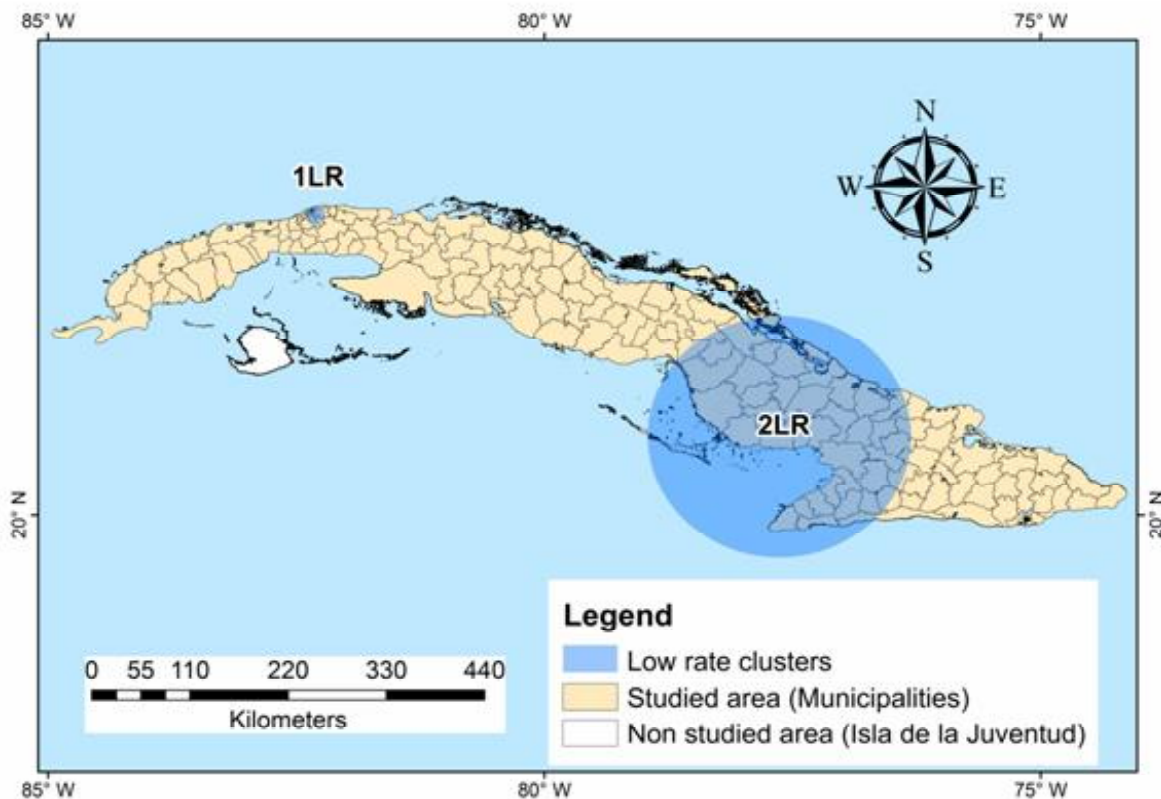 85° W 80° W 75° W
N
W E
S
1LR
2LR
20° N 20° N
Legend
Low rate clusters
Studied area (Municipalities)
Non studied area (Isla de la Juventud)
0 55 110 220 330 440
Kilometers
85° W 80° W 75° W